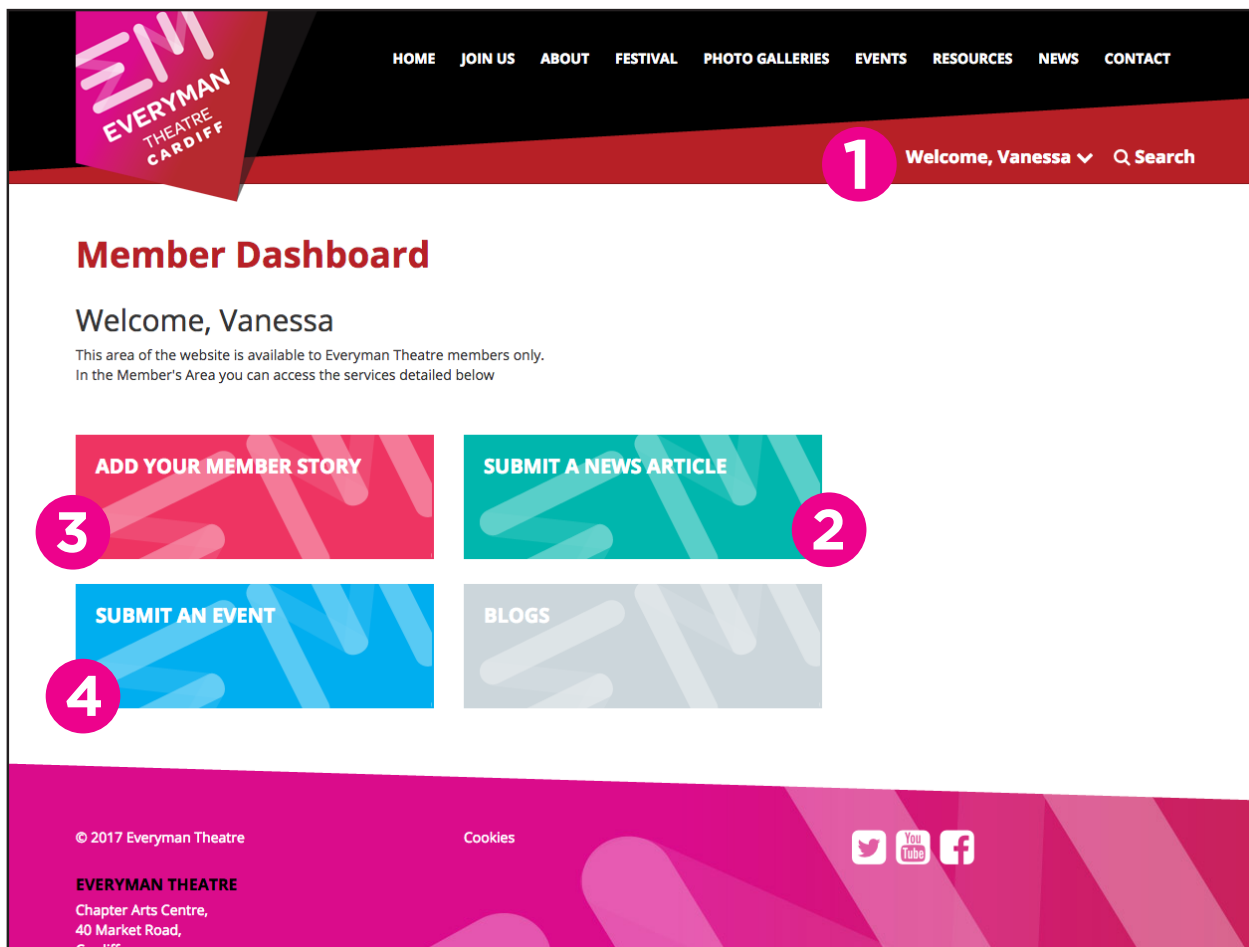 EM
EVERYMAN
THEATRE
CARDIFF
HOME JOIN US ABOUT FESTIVAL PHOTO GALLERIES EVENTS RESOURCES NEWS CONTACT
1
Welcome, Vanessa Search
Member Dashboard
Welcome, Vanessa
This area of the website is available to Everyman Theatre members only.
In the Member's Area you can access the services detailed below
ADD YOUR MEMBER STORY
SUBMIT A NEWS ARTICLE
3
2
SUBMIT AN EVENT
BLOGS
4
© 2017 Everyman Theatre
Cookies
You
Tube
EVERYMAN THEATRE
Chapter Arts Centre,
40 Market Road,